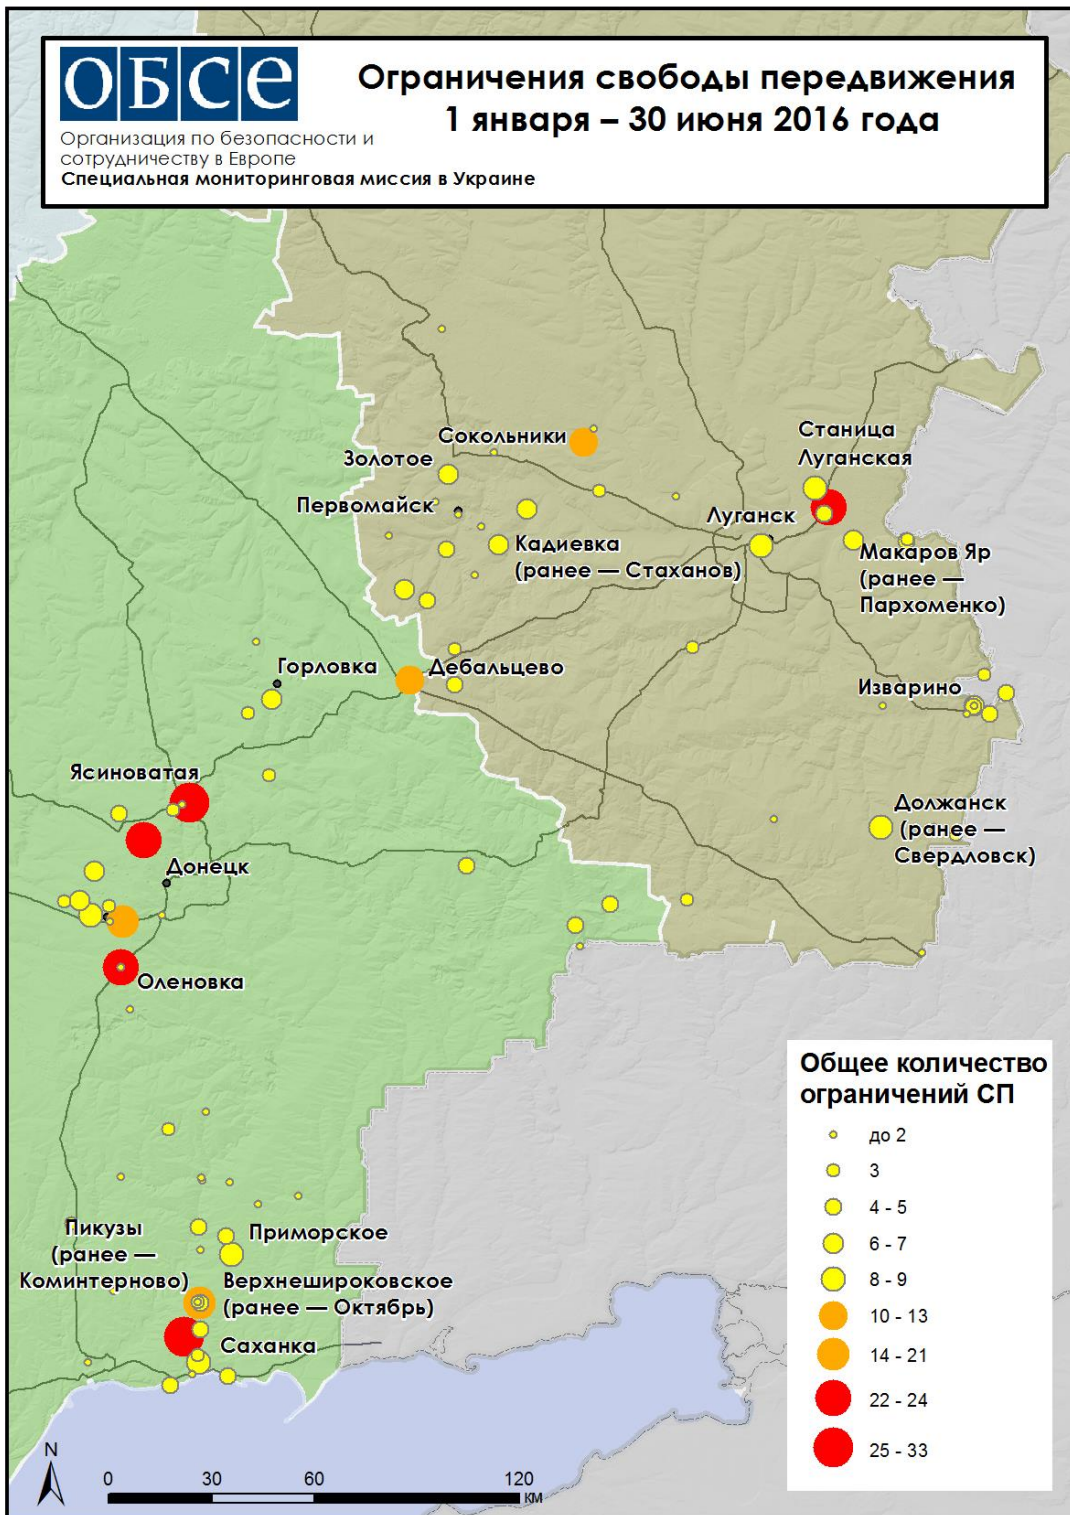 ОБСЕ
Ограничения свободы передвижения
1 января – 30 июня 2016 года
Организация по безопасности и
сотрудничеству в Европе
Специальная мониторинговая миссия в Украине
Сокольники
Станица
Луганская
Золотое
Первомайск
Луганск
Кадиевка
(ранее — Стаханов)
Макаров Яр
(ранее —
Пархоменко)
Горловка
Дебальцево
Изварино
Ясиноватая
Должанск
(ранее —
Свердловск)
Донецк
Оленовка
Пикузы
(ранее —
Коминтерново)
Приморское
Верхнешироковское
(ранее — Октябрь)
Саханка
Общее количество
ограничений СП
до 2
3
4 - 5
6 - 7
8 - 9
10 - 13
14 - 21
22 - 24
25 - 33
N
0 30 60 120
км